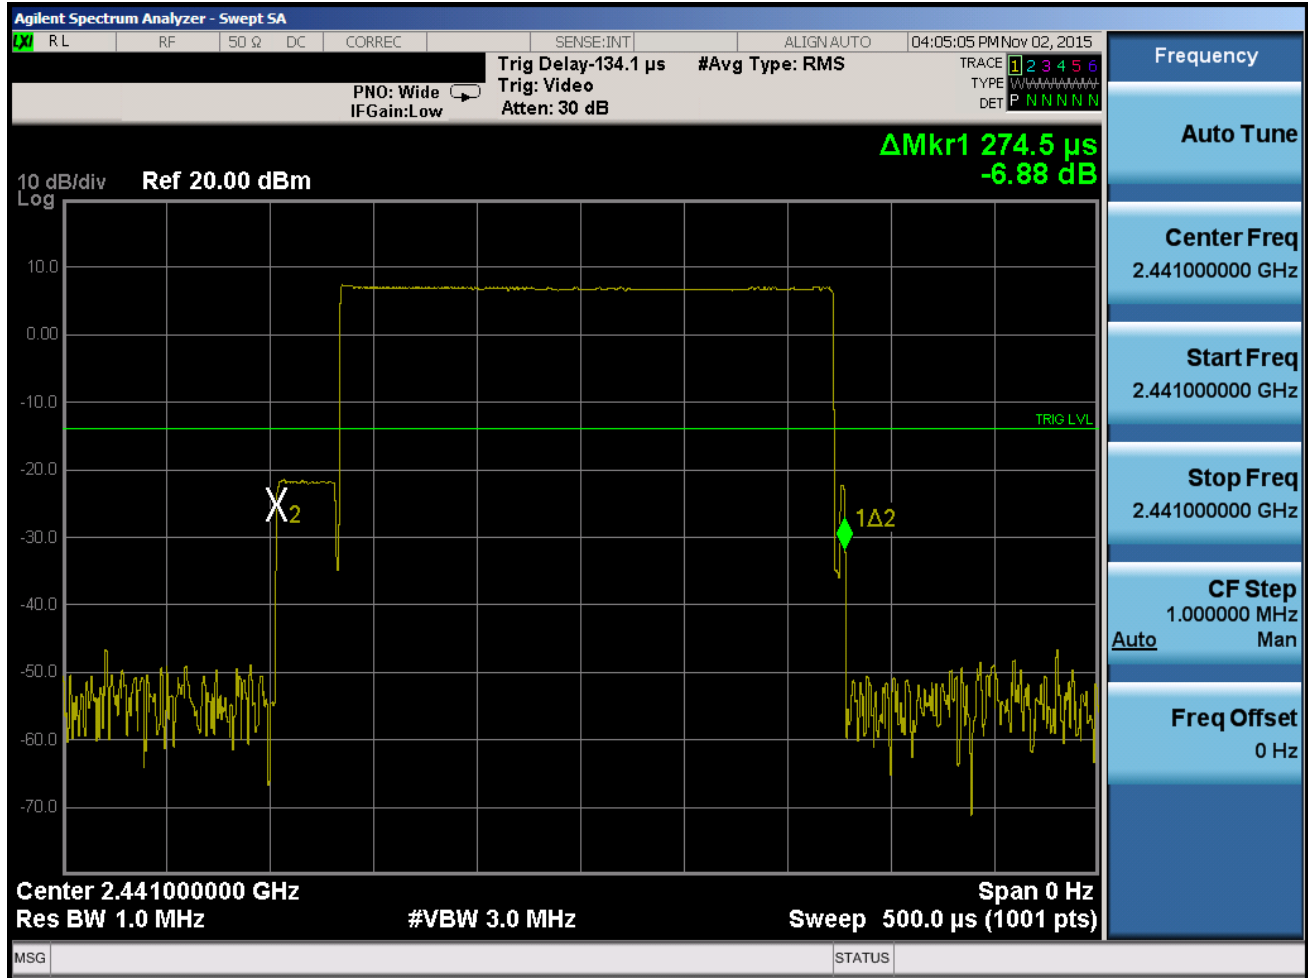 Agilent Spectrum Analyzer - Swept SA
LXI RL RF 50 Ω DC CORREC SENSE:INT ALIGNAUTO 04:05:05 PM Nov 02, 2015
Trig Delay-134.1 µs #Avg Type: RMS TRACE 1 2 3 4 5 6
PNO: Wide Trig: Video TYPE WWWWWW
IFGain:Low Atten: 30 dB DET P N N N N N
ΔMkr1 274.5 µs
-6.88 dB
10 dB/div Ref 20.00 dBm
Log
10.0
0.00
-10.0
TRIG LVL
-20.0
X2
1Δ2
-30.0
-40.0
-50.0
-60.0
-70.0
Center 2.441000000 GHz Span 0 Hz
Res BW 1.0 MHz #VBW 3.0 MHz Sweep 500.0 µs (1001 pts)
MSG STATUS
Frequency
Auto Tune
Center Freq
2.441000000 GHz
Start Freq
2.441000000 GHz
Stop Freq
2.441000000 GHz
CF Step
1.000000 MHz
Auto Man
Freq Offset
0 Hz